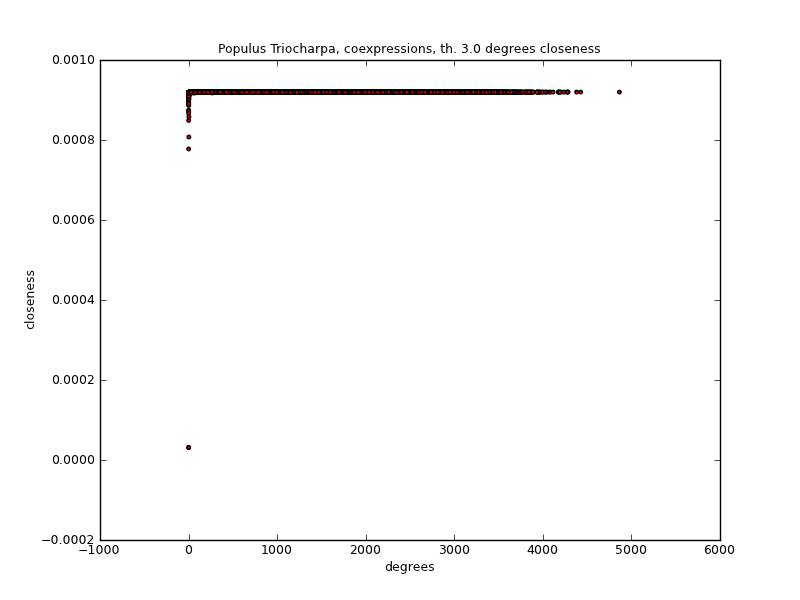 Populus Triocharpa, coexpressions, th. 3.0 degrees closeness
0.0010
0.0008
0.0006
0.0004
0.0002
0.0000
−0.0002
closeness
−1000 0 1000 2000 3000 4000 5000 6000
degrees